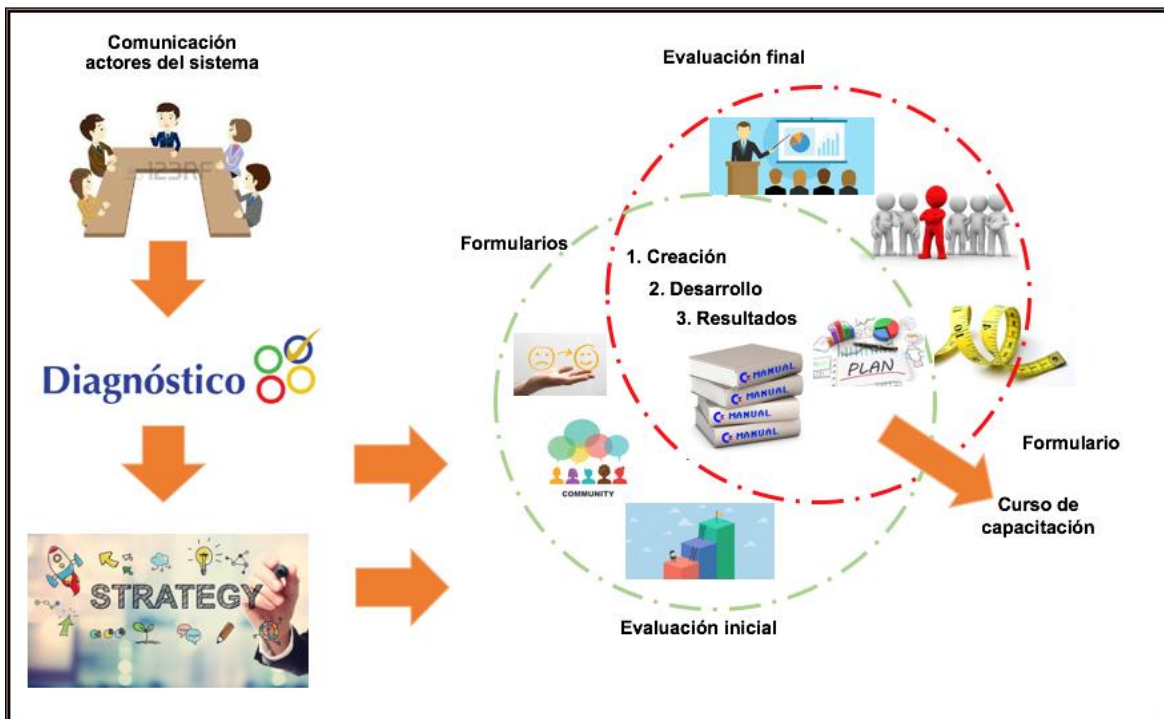 Comunicación
actores del sistema
123RF
Diagnóstico
STRATEGY
Evaluación final
Formularios
1. Creación
2. Desarrollo
3. Resultados
MANUAL
MANUAL
MANUAL
MANUAL
PLAN
COMMUNITY
Formulario
Curso de
capacitación
Evaluación inicial